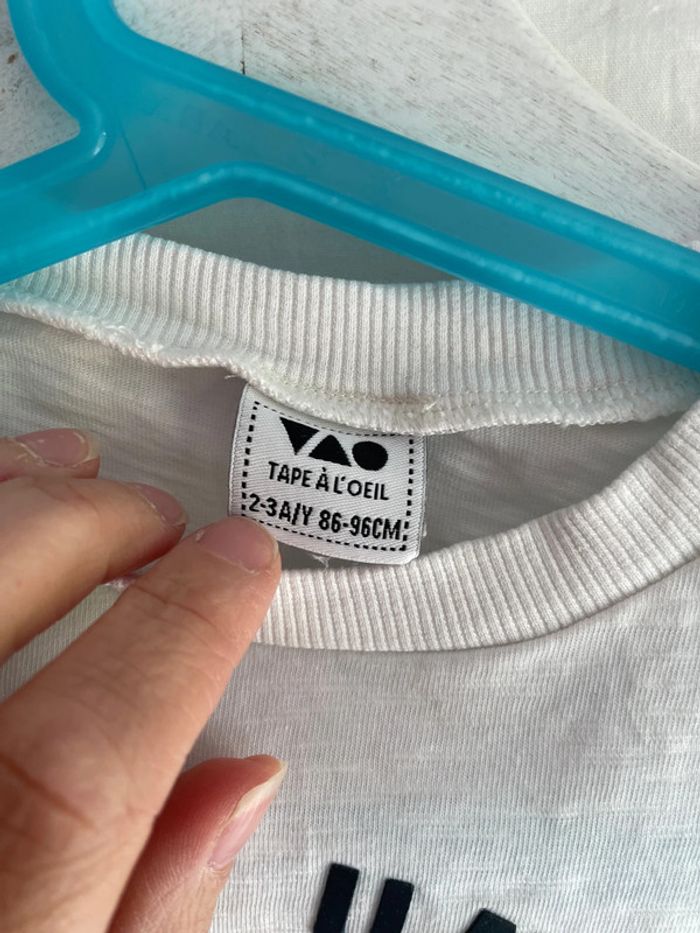 TAPE À L'OEIL
2-3A/Y 86-96CM